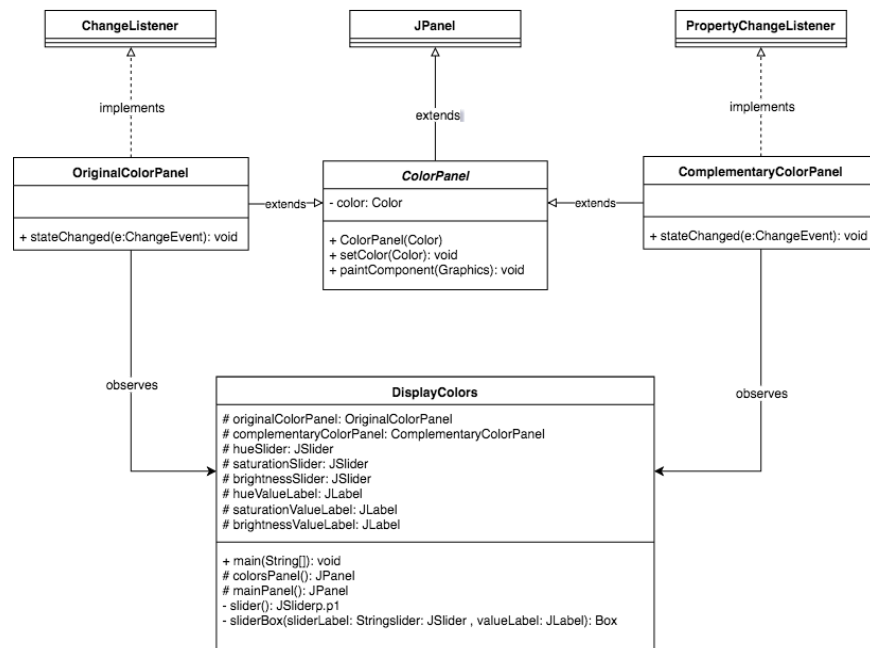 ChangeListener
JPanel
PropertyChangeListener
implements
extends
implements
OriginalColorPanel
+ stateChanged(e:ChangeEvent): void
extends
ColorPanel
- color: Color
+ ColorPanel(Color)
+ setColor(Color): void
+ paintComponent(Graphics): void
extends
ComplementaryColorPanel
+ stateChanged(e:ChangeEvent): void
observes
observes
DisplayColors
# originalColorPanel: OriginalColorPanel
# complementaryColorPanel: ComplementaryColorPanel
# hueSlider: JSlider
# saturationSlider: JSlider
# brightnessSlider: JSlider
# hueValueLabel: JLabel
# saturationValueLabel: JLabel
# brightnessValueLabel: JLabel
+ main(String[]): void
# colorsPanel(): JPanel
# mainPanel(): JPanel
- slider(): JSliderp.p1
- sliderBox(sliderLabel: Stringslider: JSlider , valueLabel: JLabel): Box